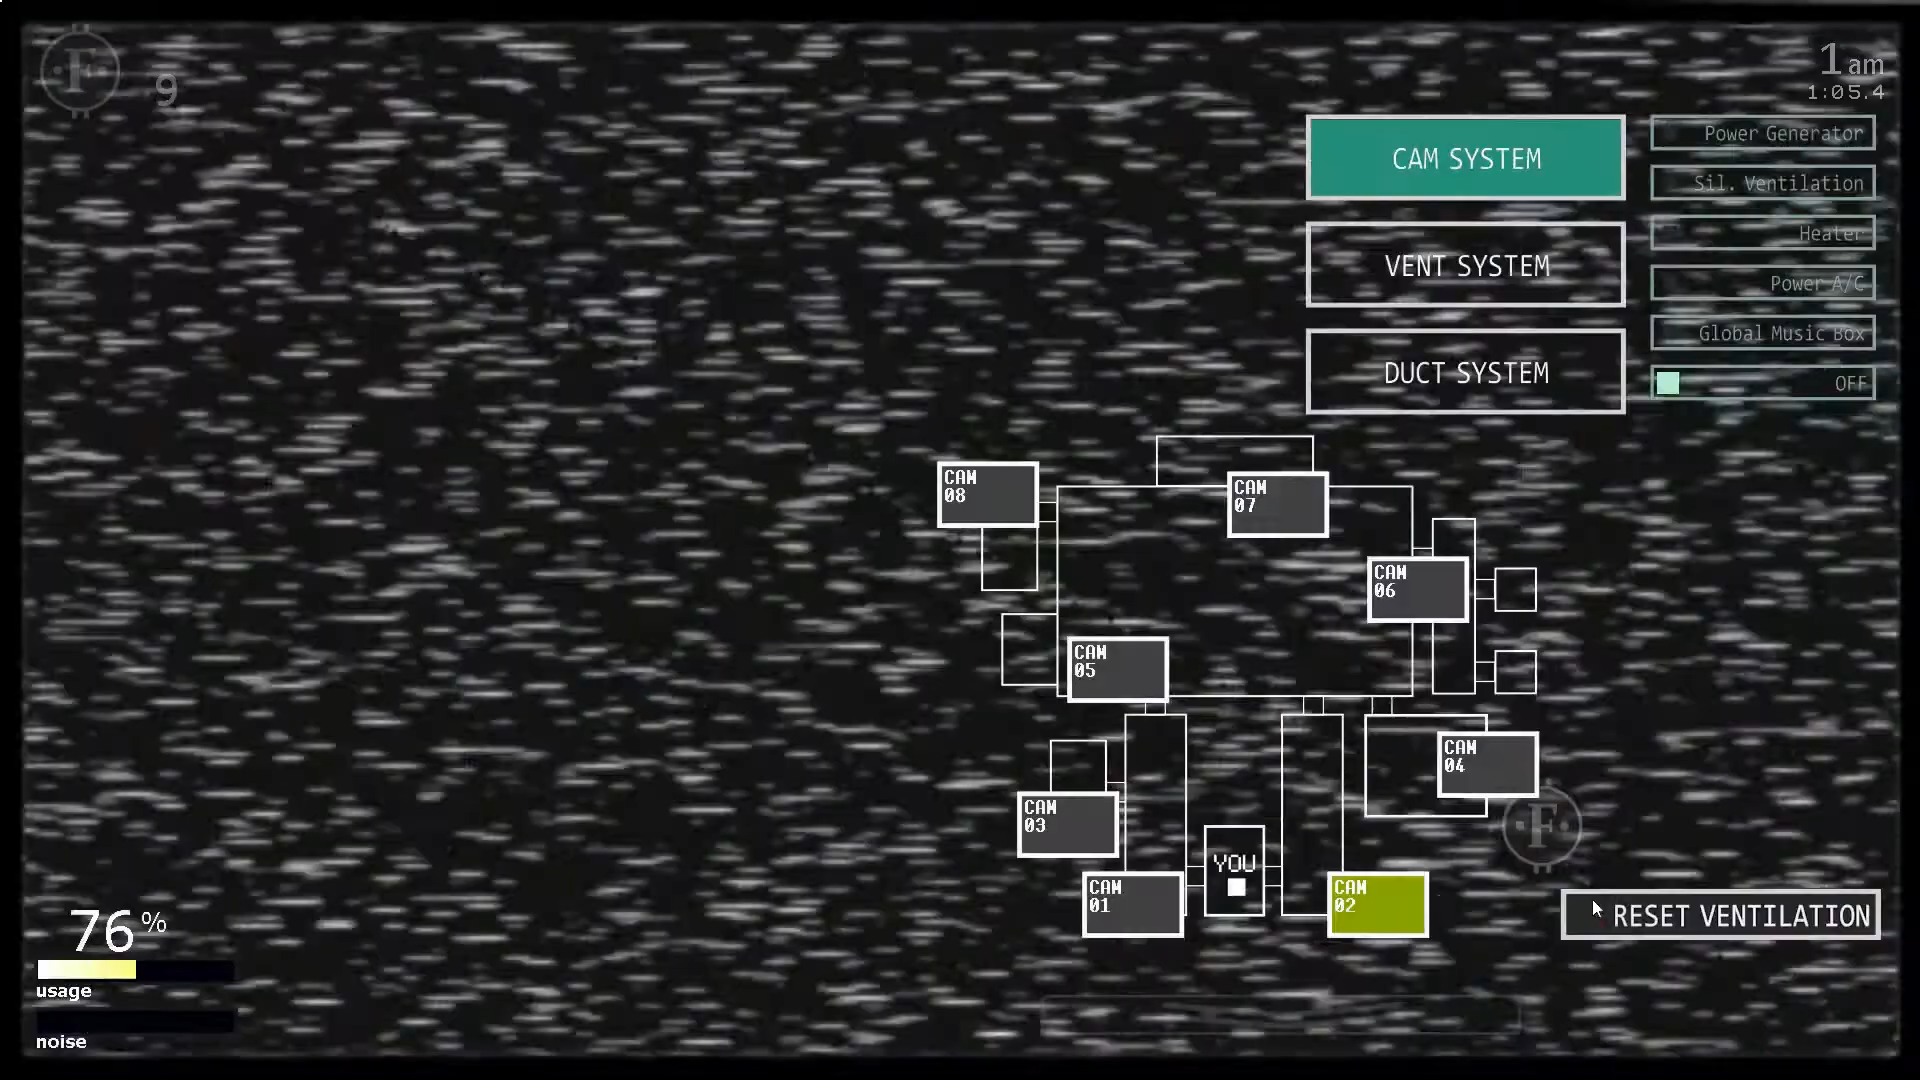 F
9
1 am
1:05.4
CAM SYSTEM
VENT SYSTEM
DUCT SYSTEM
Power Generator
Sil. Ventilation
Heater
Power A/C
Global Music Box
OFF
CAM
08
CAM
07
CAM
06
CAM
05
CAM
04
CAM
03
YOU
CAM
01
CAM
02
F
RESET VENTILATION
76%
usage
noise